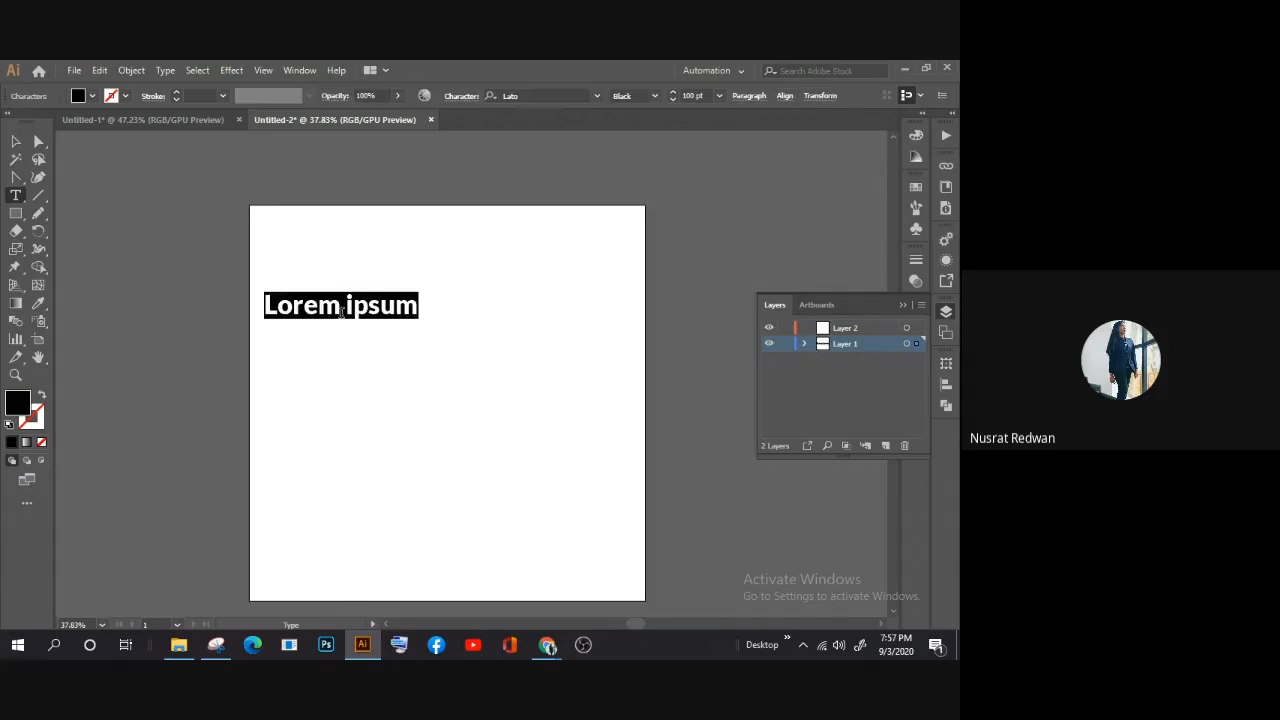 Ai File Edit Object Type Select Effect View Window Help Automation Search Adobe Stock
Characters Stroke: Opacity: 100% Character: Lato Black 100 pt Paragraph Align Transform
Untitled-1* @ 47.23% (RGB/GPU Preview) × Untitled-2* @ 37.83% (RGB/GPU Preview) ×
Lorem ipsum
Layers Artboards
Layer 2
Layer 1
2 Layers
Nusrat Redwan
Activate Windows
Go to Settings to activate Windows.
37.83% 1 Type
Ps Ai Desktop 7:57 PM
9/3/2020 1